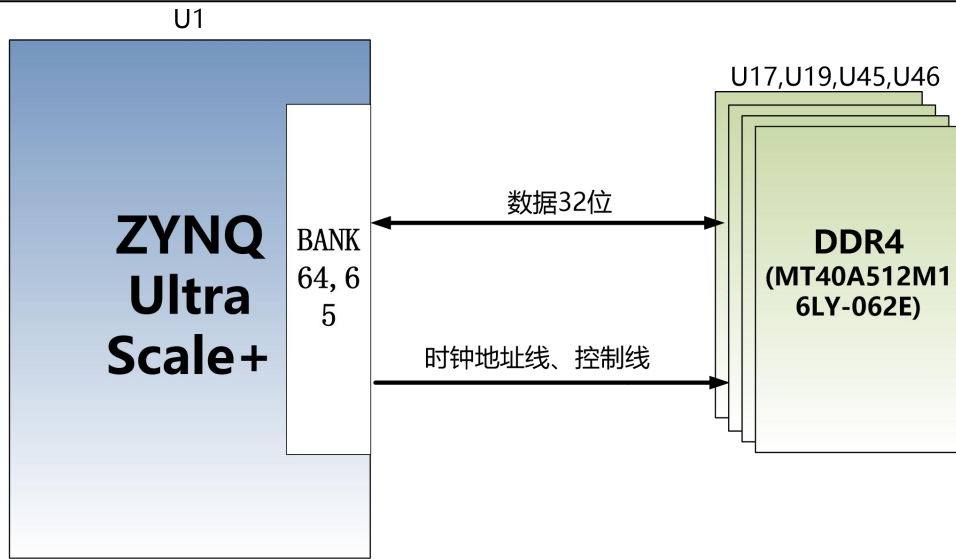 U1
U17,U19,U45,U46
数据32位
ZYNQ
Ultra
Scale+
BANK
64,6
5
DDR4
(MT40A512M1
6LY-062E)
时钟地址线、控制线